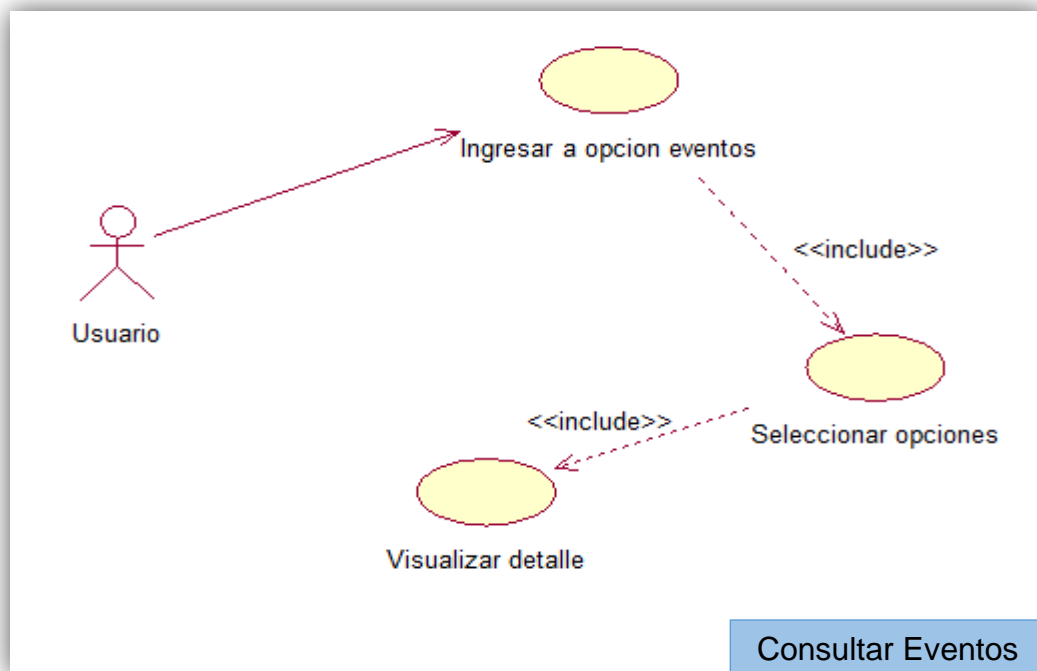 Ingresar a opcion eventos
<<include>>
Usuario
<<include>>
Seleccionar opciones
Visualizar detalle
Consultar Eventos